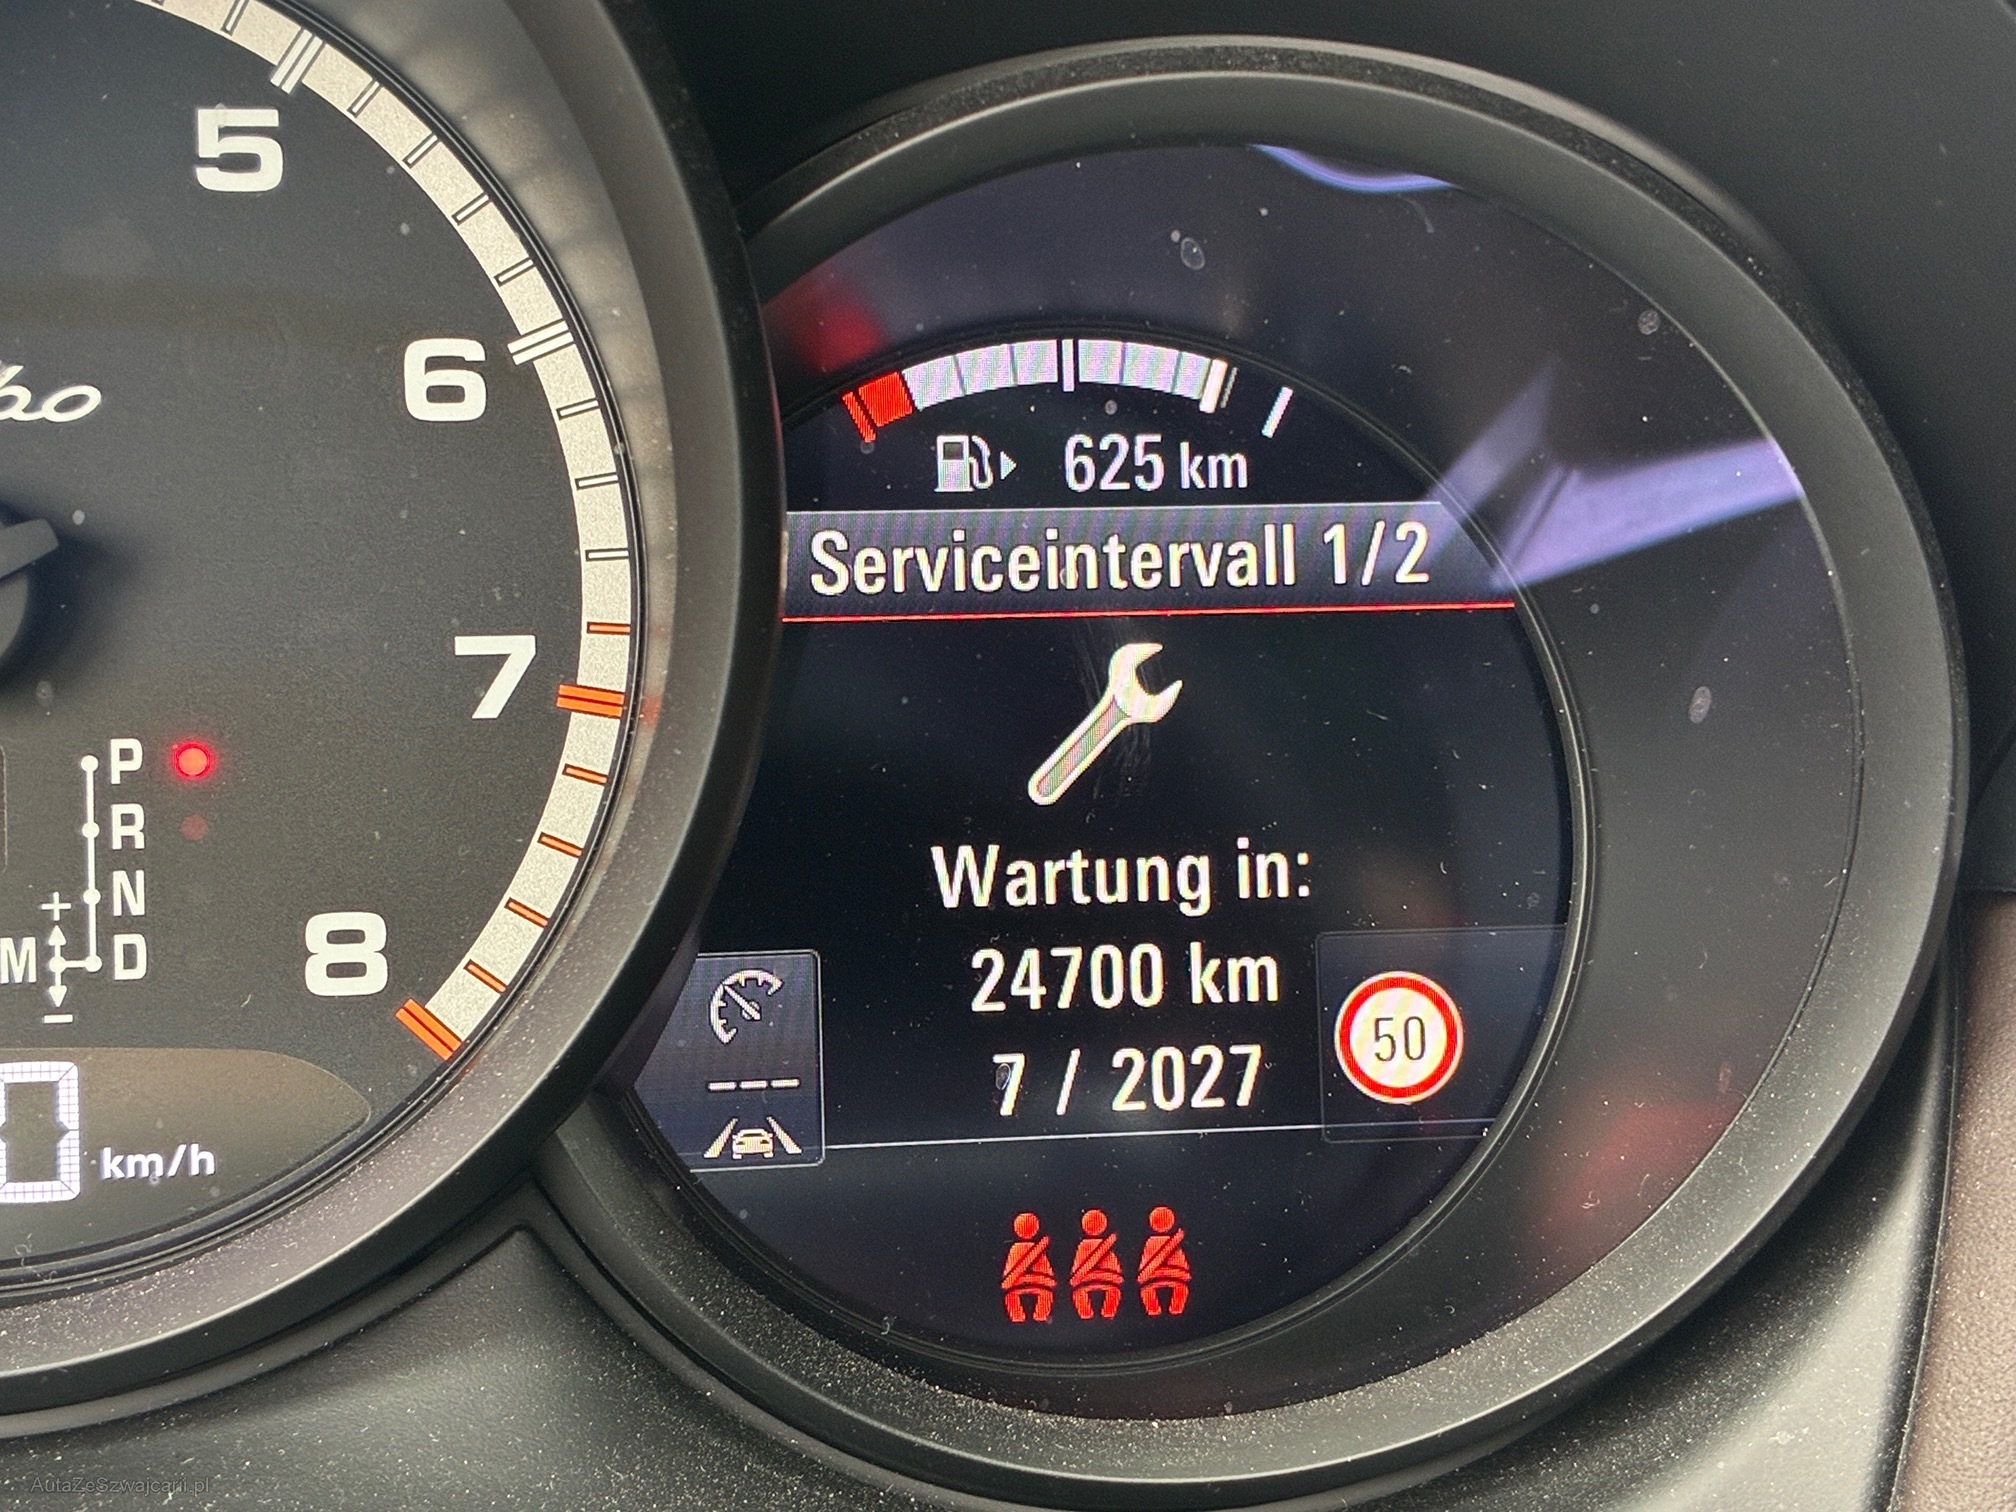 5
6
7
8
P
R
N
M D
+
−
km/h
625 km
Serviceintervall 1/2
Wartung in:
24700 km
7 / 2027
---
50
AutaZeSzwajcarii.pl